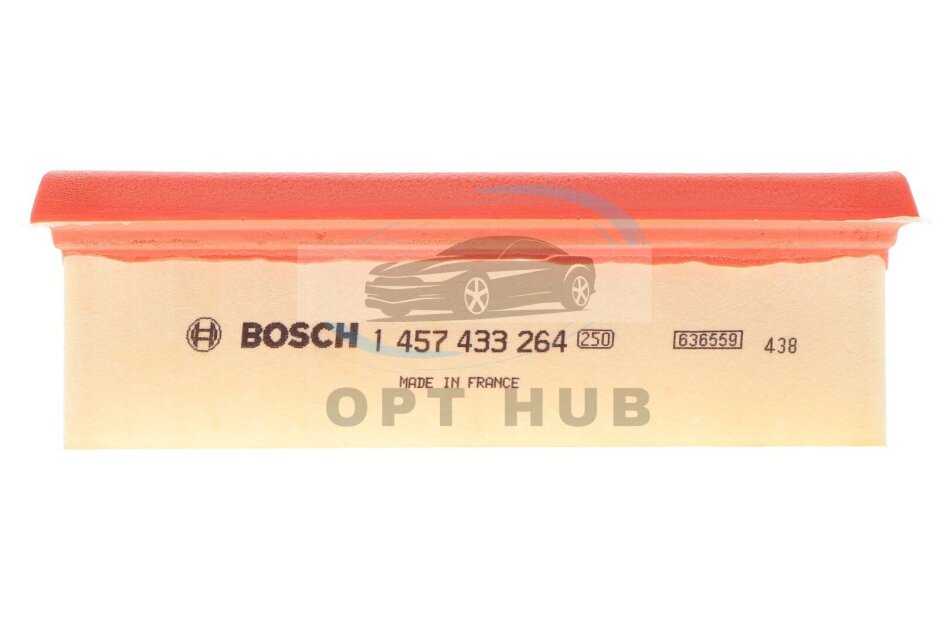 BOSCH 1 457 433 264 250 636559 438
MADE IN FRANCE
OPT HUB